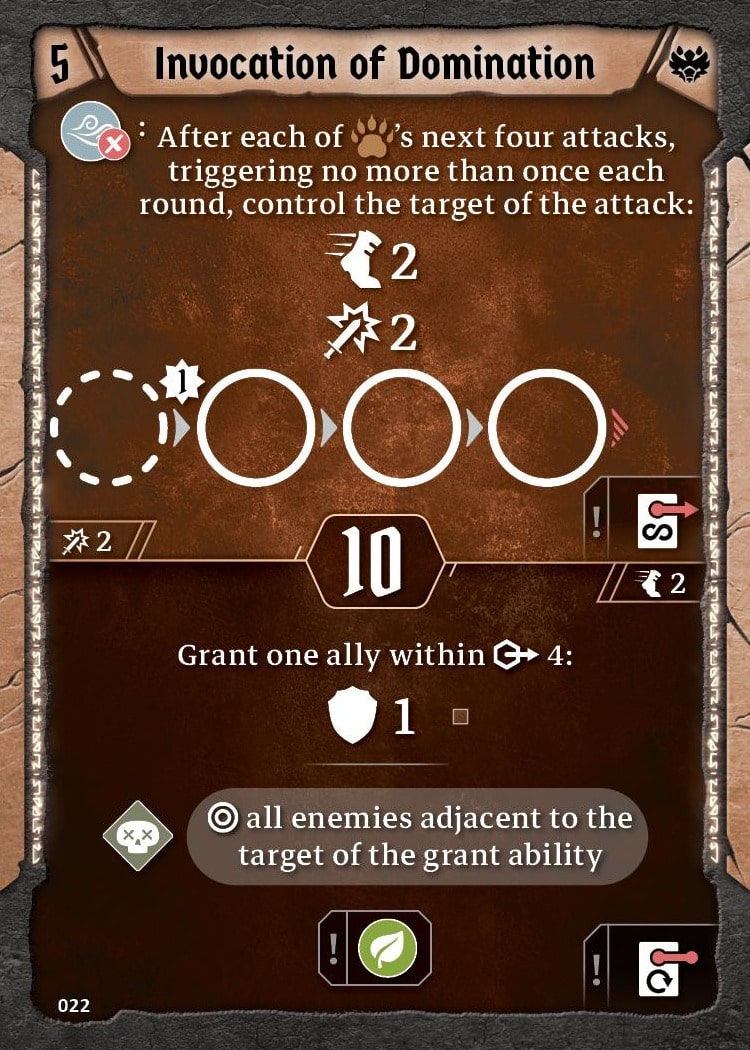 5 Invocation of Domination
: After each of 's next four attacks,
triggering no more than once each
round, control the target of the attack:
2
2
1
! 
2
10
2
Grant one ally within 4:
1
all enemies adjacent to the
target of the grant ability
! !
022